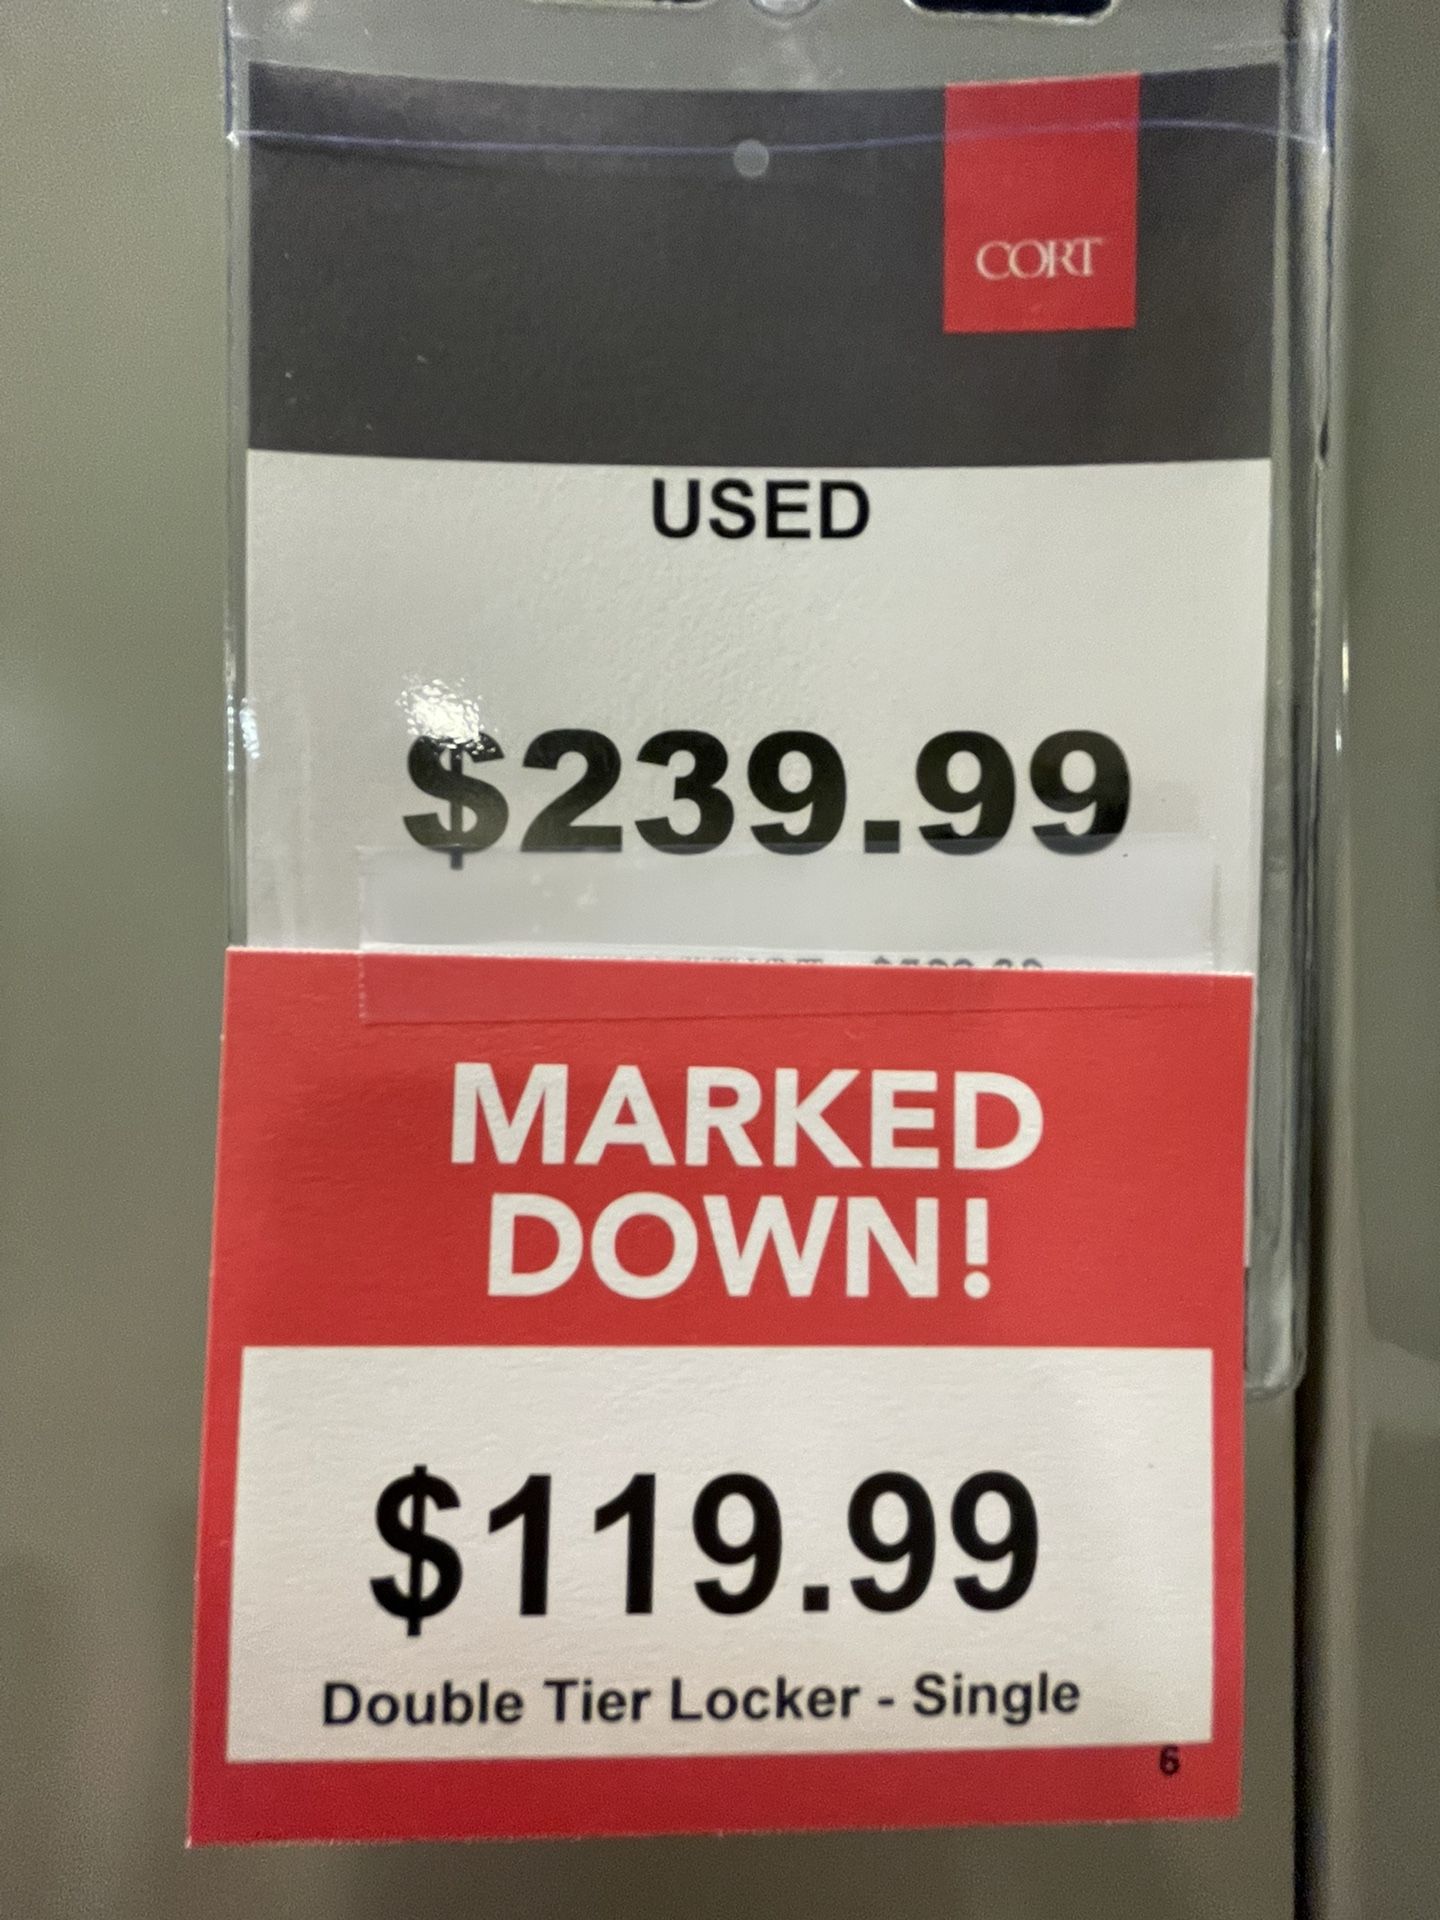 CORT
USED
$239.99
MARKED
DOWN!
$119.99
Double Tier Locker - Single
6